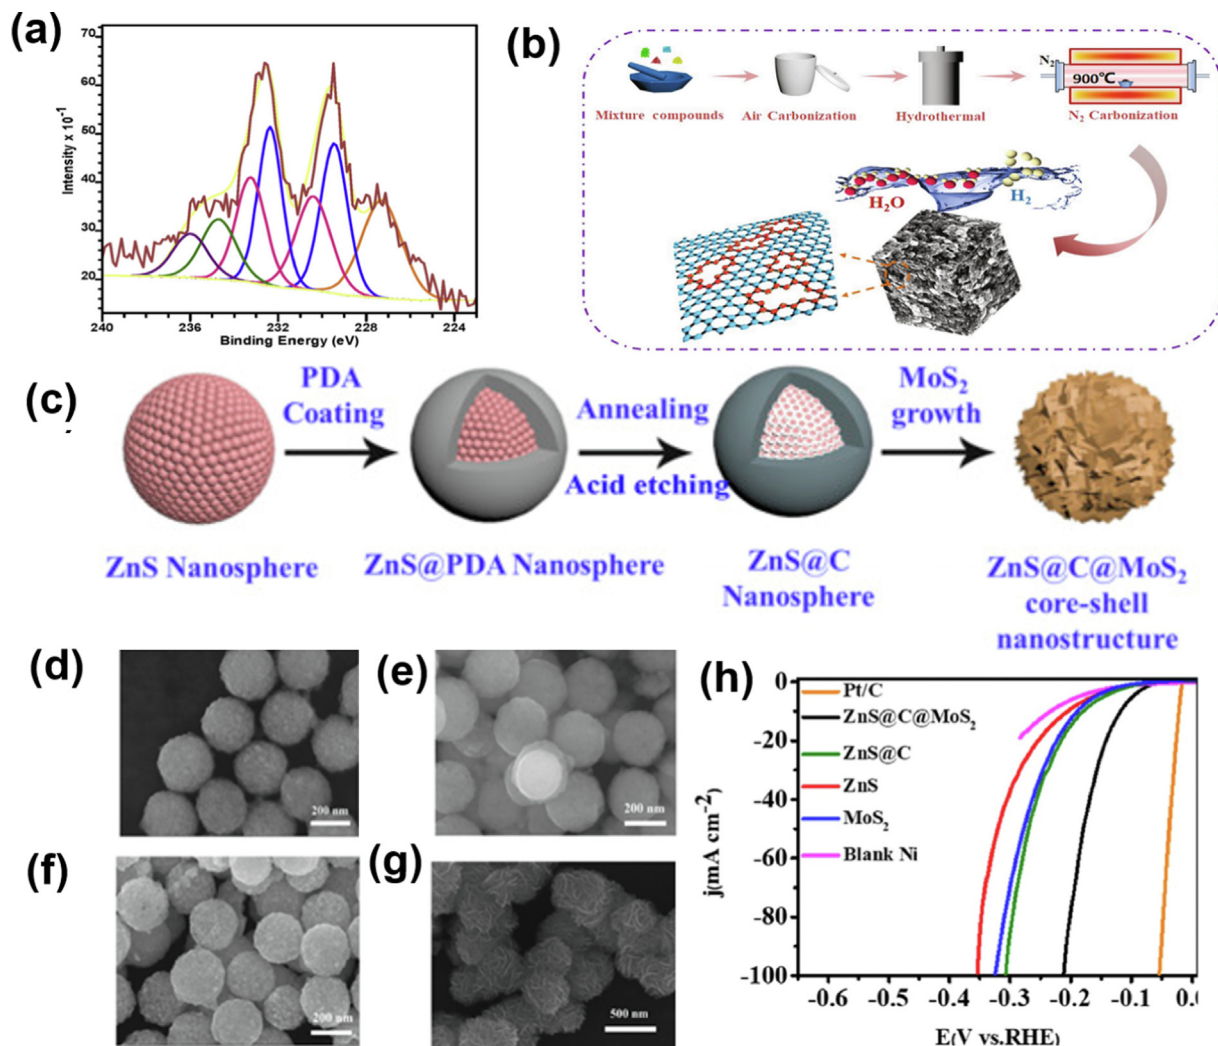 (a)
70
60
50
40
30
20
Intensity x 10⁻¹
240
236
232
228
224
Binding Energy (eV)
(b)
N₂
900℃
Mixture compounds
Air Carbonization
Hydrothermal
N₂ Carbonization
H₂O
H₂
(c)
PDA
Coating
Annealing
Acid etching
MoS₂
growth
ZnS Nanosphere
ZnS@PDA Nanosphere
ZnS@C
Nanosphere
ZnS@C@MoS₂
core-shell
nanostructure
(d)
200 nm
(e)
200 nm
(f)
200 nm
(g)
500 nm
(h)
0
-20
-40
-60
-80
-100
j(mA cm⁻²)
Pt/C
ZnS@C@MoS₂
ZnS@C
ZnS
MoS₂
Blank Ni
-0.6
-0.5
-0.4
-0.3
-0.2
-0.1
0.0
E(V vs.RHE)